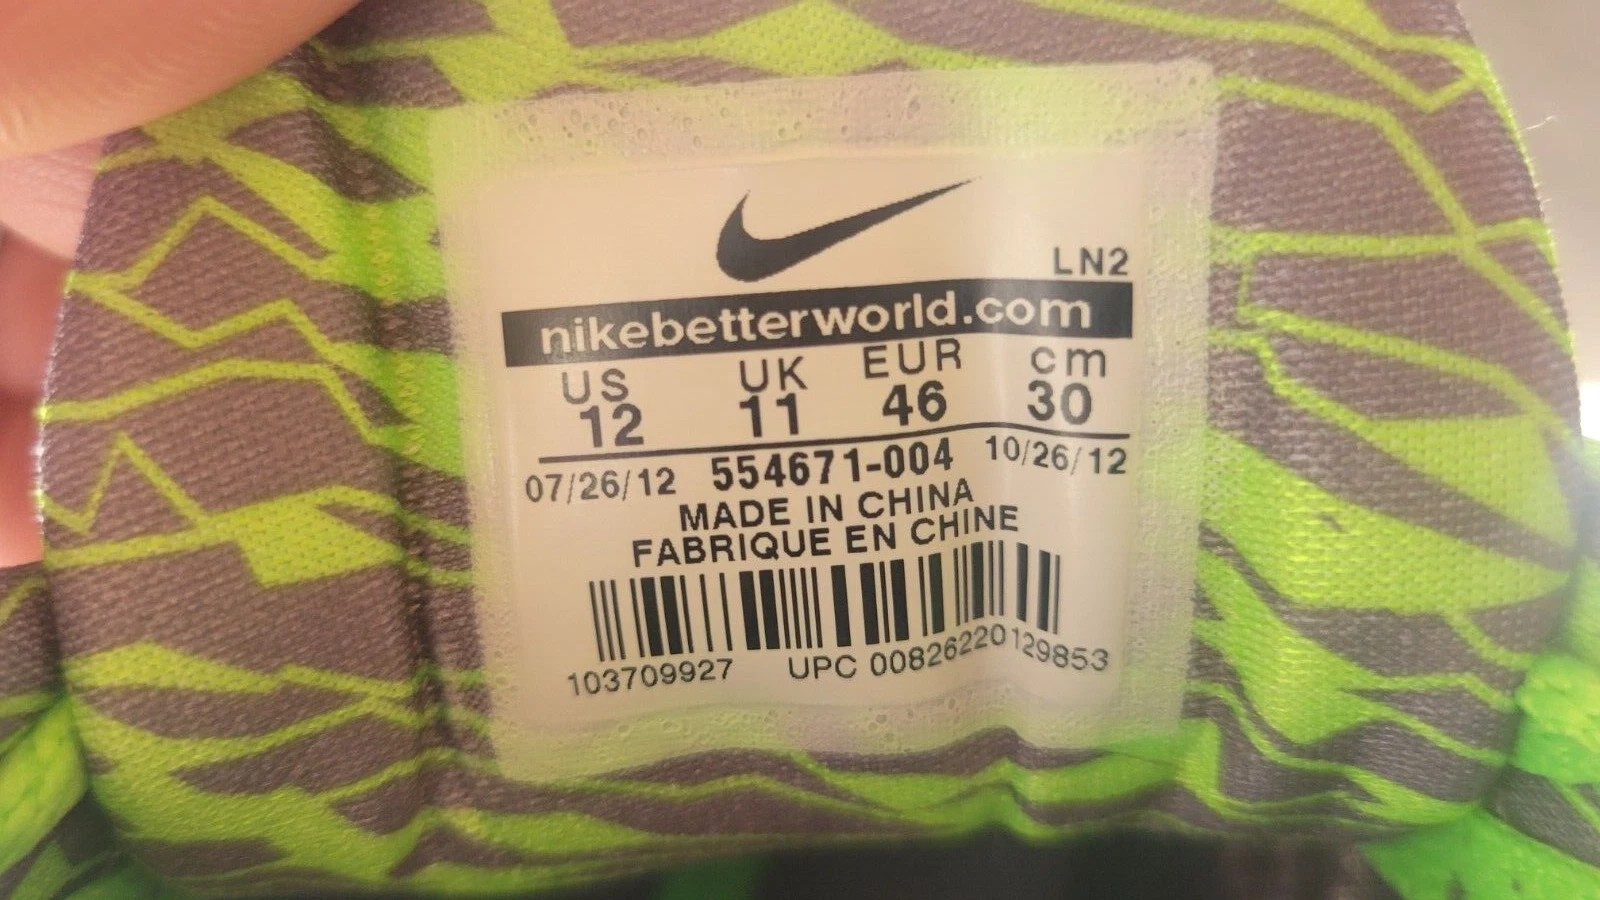 LN2
nikebetterworld.com
US UK EUR cm
12 11 46 30
07/26/12 554671-004 10/26/12
MADE IN CHINA
FABRIQUE EN CHINE
103709927 UPC 00826220129853